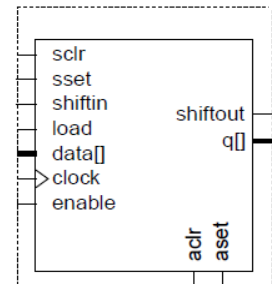 sclr
sset
shiftin
load
data[]
clock
enable
shiftout
q[]
aclr
aset